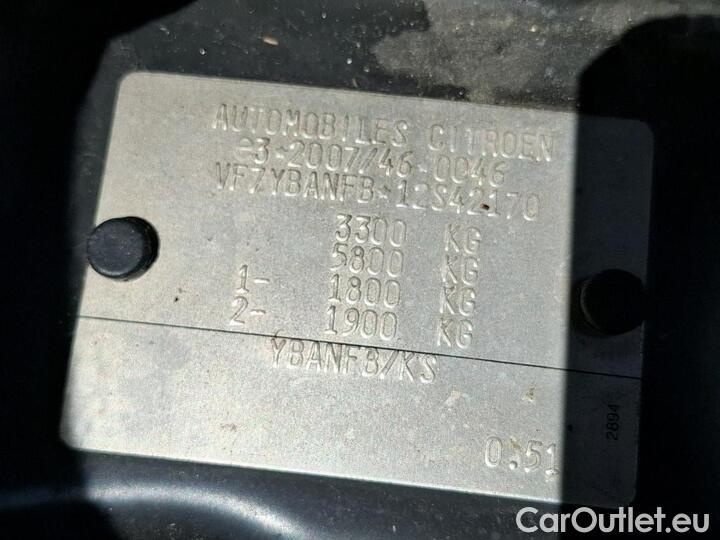 AUTOMOBILES CITROEN
e3*2007/46*0046
VF7YBANFB*12S42170
3300 KG
5800 KG
1- 1800 KG
2- 1900 KG
YBANFB/KS
2894
0.51
CarOutlet.eu